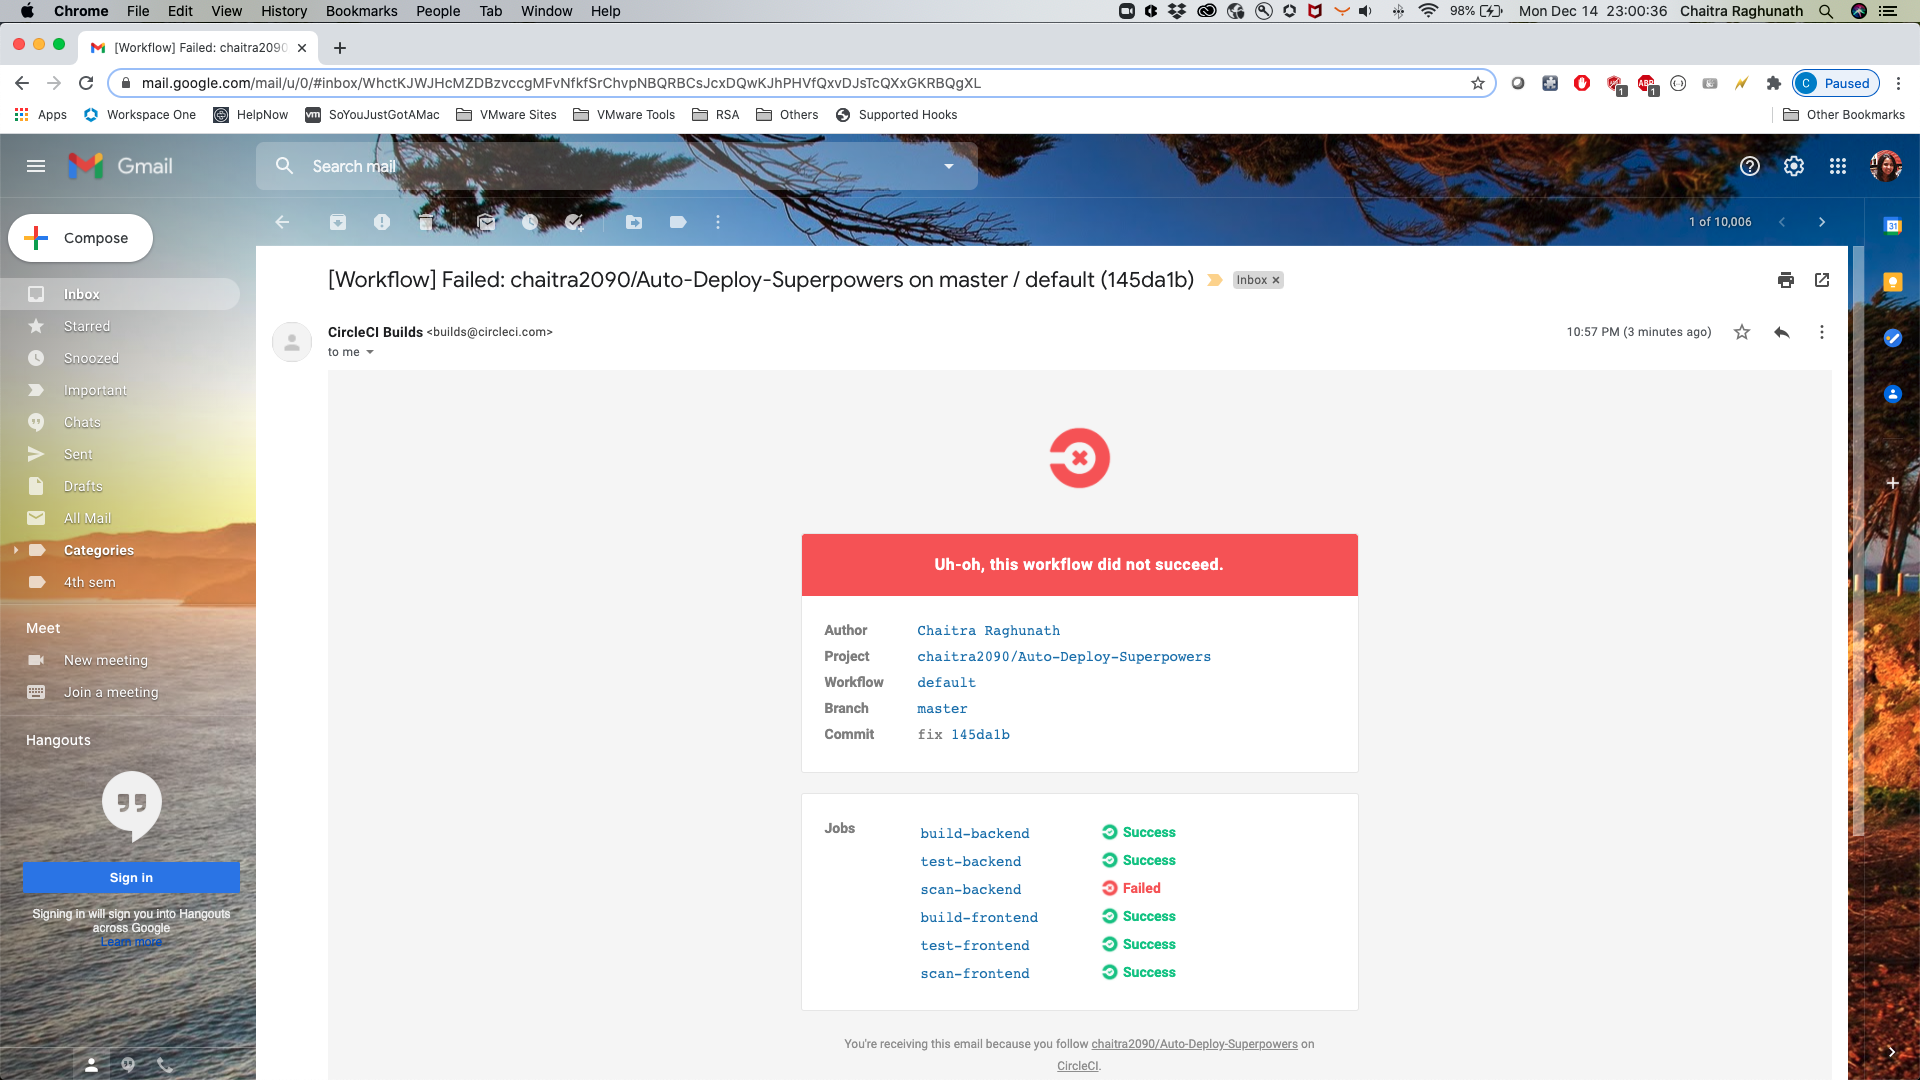 Chrome File Edit View History Bookmarks People Tab Window Help 98% Mon Dec 14 23:00:36 Chaitra Raghunath
[Workflow] Failed: chaitra2090
mail.google.com/mail/u/0/#inbox/WhctKJWJHcMZDBzvccgMFvNfkfSrChvpNBQRBCsJcxDQwKJhPHVfQxvDJsTcQXxGKRBQgXL 1 ABP 1 C Paused
Apps Workspace One HelpNow vm SoYouJustGotAMac VMware Sites VMware Tools RSA Others Supported Hooks Other Bookmarks
Gmail Search mail
1 of 10,006
31
Compose
[Workflow] Failed: chaitra2090/Auto-Deploy-Superpowers on master / default (145da1b) Inbox x
Inbox
CircleCI Builds <builds@circleci.com> 10:57 PM (3 minutes ago)
to me
Starred
Snoozed
Important
Chats
Sent
Drafts
All Mail
Categories
4th sem
Meet
New meeting
Join a meeting
Hangouts
Sign in
Signing in will sign you into Hangouts
across Google
Learn more
Uh-oh, this workflow did not succeed.
Author Chaitra Raghunath
Project chaitra2090/Auto-Deploy-Superpowers
Workflow default
Branch master
Commit fix 145da1b
Jobs build-backend Success
test-backend Success
scan-backend Failed
build-frontend Success
test-frontend Success
scan-frontend Success
You're receiving this email because you follow chaitra2090/Auto-Deploy-Superpowers on
CircleCI.